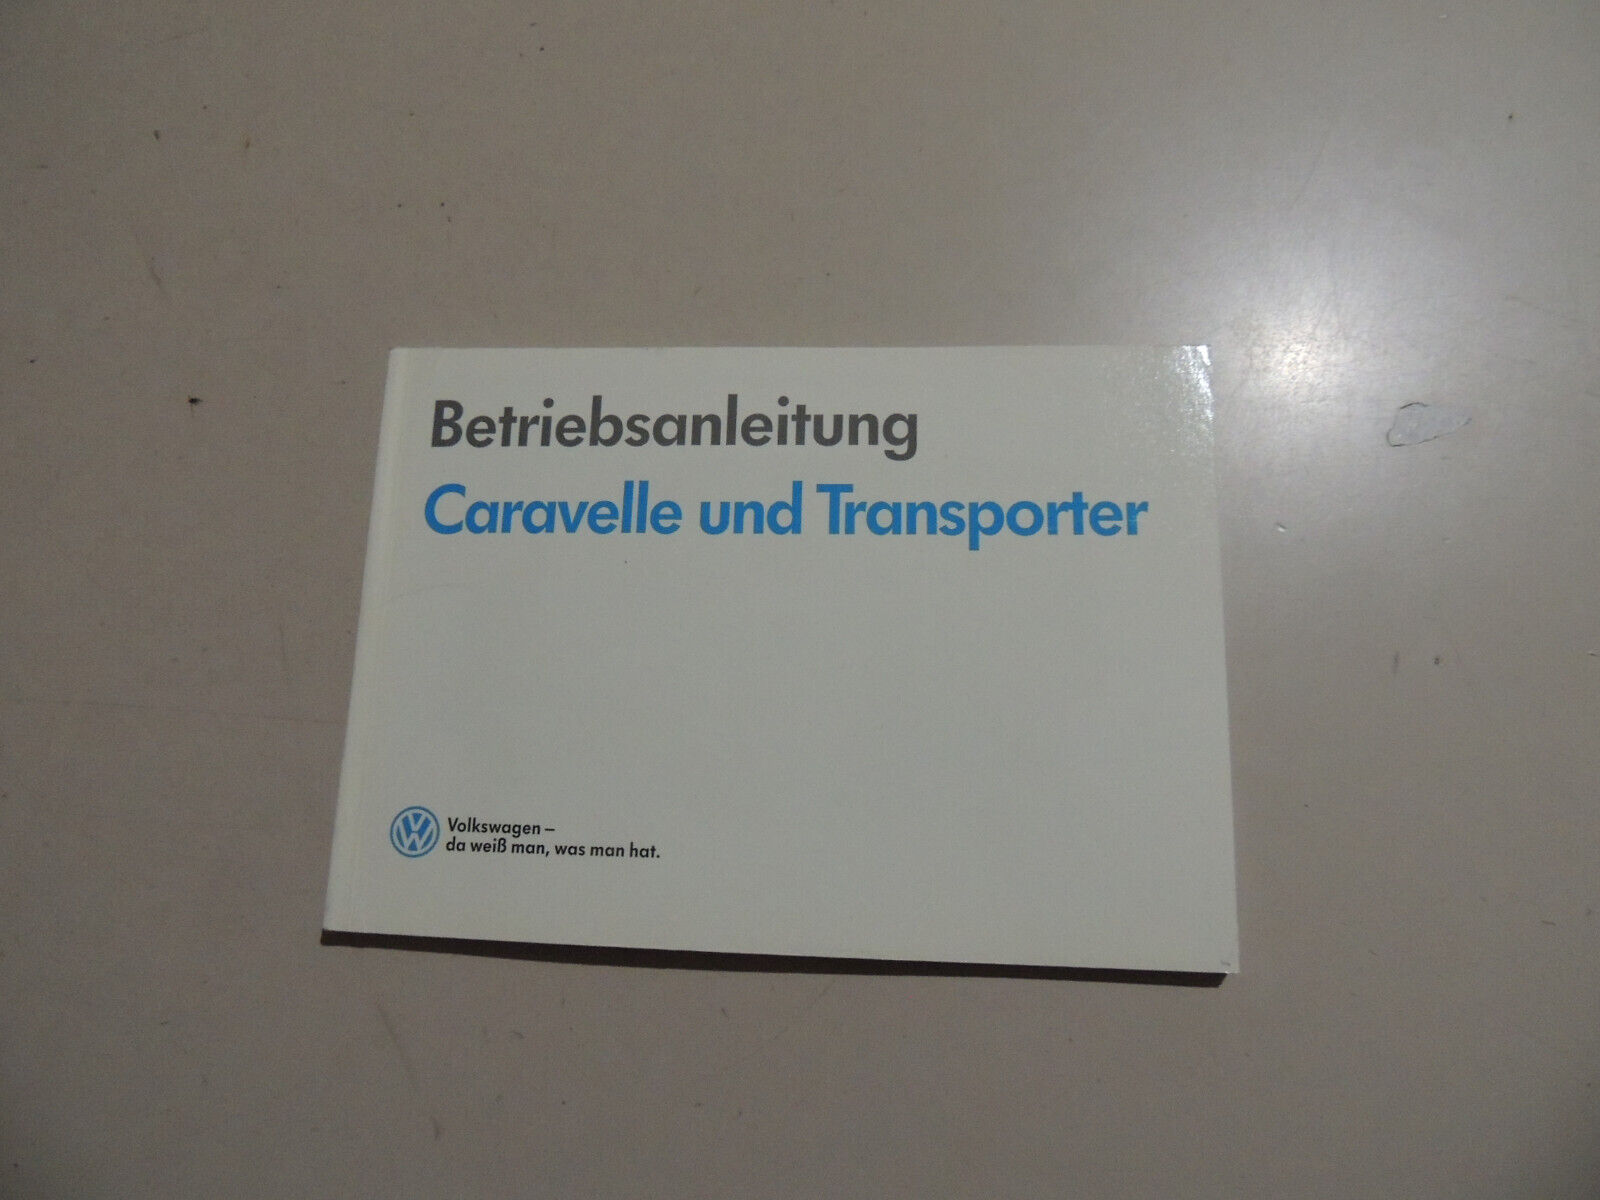 Betriebsanleitung
Caravelle und Transporter
Volkswagen –
da weiß man, was man hat.